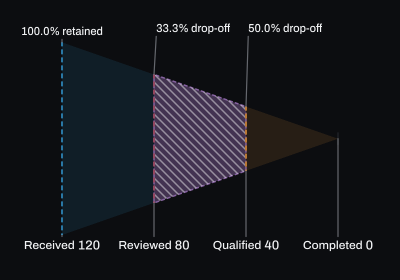 100.0% retained
33.3% drop-off
50.0% drop-off
Received 120
Reviewed 80
Qualified 40
Completed 0